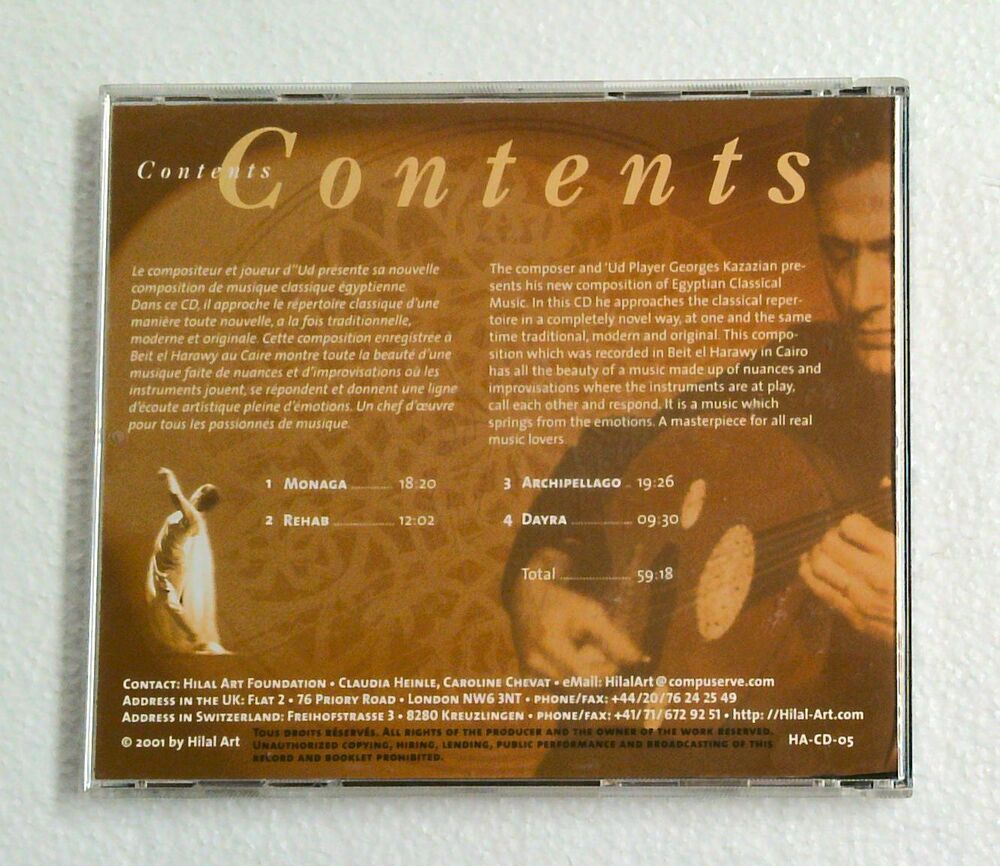 Contents
Contents
Le compositeur et joueur d''Ud présente sa nouvelle
composition de musique classique égyptienne
Dans ce CD, il approche le répertoire classique d'une
manière toute nouvelle, a la fois traditionnelle,
moderne et originale. Cette composition enregistrée à
Beit el Harawy au Caire montre toute la beauté d'une
musique faite de nuances et d'improvisations où les
instruments jouent, se répondent et donnent une ligne
d'écoute artistique pleine d'émotions. Un chef d'œuvre
pour tous les passionnés de musique.
The composer and 'Ud Player Georges Kazazian pre-
sents his new composition of Egyptian Classical
Music. In this CD he approaches the classical reper-
toire in a completely novel way, at one and the same
time traditional, modern and original. This compo-
sition which was recorded in Beit el Harawy in Cairo
has all the beauty of a music made up of nuances and
improvisations where the instruments are at play,
call each other and respond. It is a music which
springs from the emotions. A masterpiece for all real
music lovers
1 Monaga .......... 18:20
2 Rehab .......... 12:02
3 Archipellago .. 19:26
4 Dayra .......... 09:30
Total .......... 59:18
Contact: Hilal Art Foundation • Claudia Heinle, Caroline Chevat • eMail: HilalArt@compuserve.com
Address in the UK: Flat 2 • 76 Priory Road • London NW6 3NT • phone/fax: +44/20/76 24 25 49
Address in Switzerland: Freihofstrasse 3 • 8280 Kreuzlingen • phone/fax: +41/71/672 92 51 • http://Hilal-Art.com
© 2001 by Hilal Art
Tous droits réservés. All rights of the producer and the owner of the work reserved.
Unauthorized copying, hiring, lending, public performance and broadcasting of this
record and booklet prohibited.
HA-CD-05